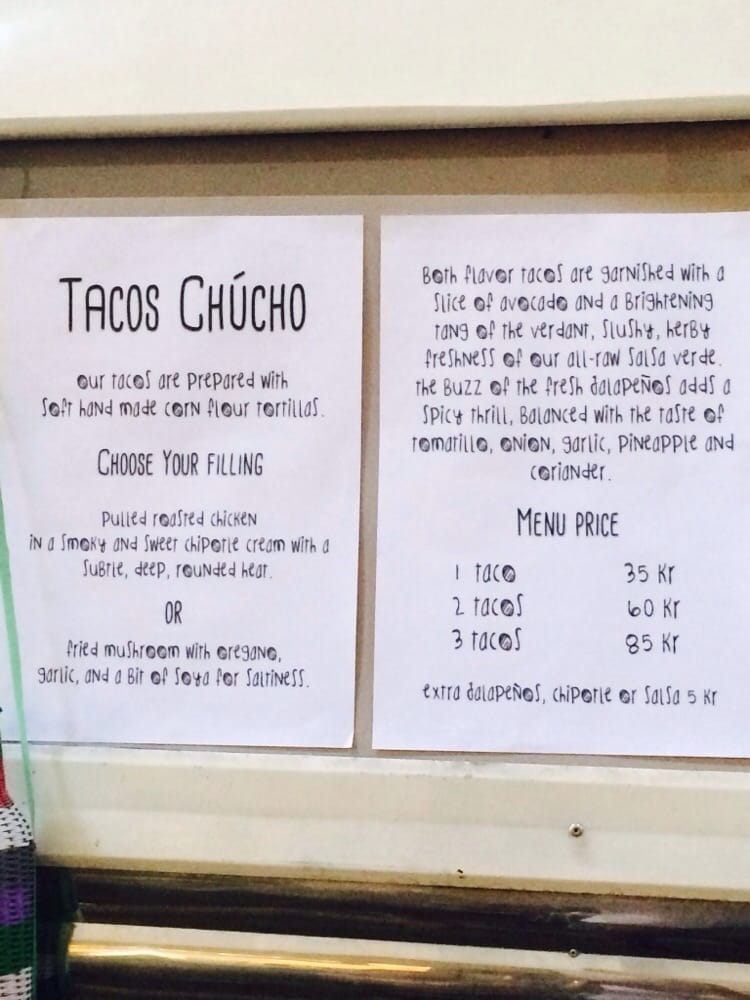 Tacos Chúcho
our tacos are prepared with
soft hand made corn flour tortillas.
Choose your filling
pulled roasted chicken
in a smoky and sweet chipotle cream with a
subtle, deep, rounded heat.
OR
fried mushroom with oregano,
garlic, and a bit of soya for saltiness.
Both flavor tacos are garnished with a
slice of avocado and a brightening
tang of the verdant, slushy, herby
freshness of our all-raw salsa verde.
the buzz of the fresh jalapeños adds a
spicy thrill, balanced with the taste of
tomatillo, onion, garlic, pineapple and
coriander.
Menu price
1 taco 35 kr
2 tacos 60 kr
3 tacos 85 kr
extra jalapeños, chipotle or salsa 5 kr